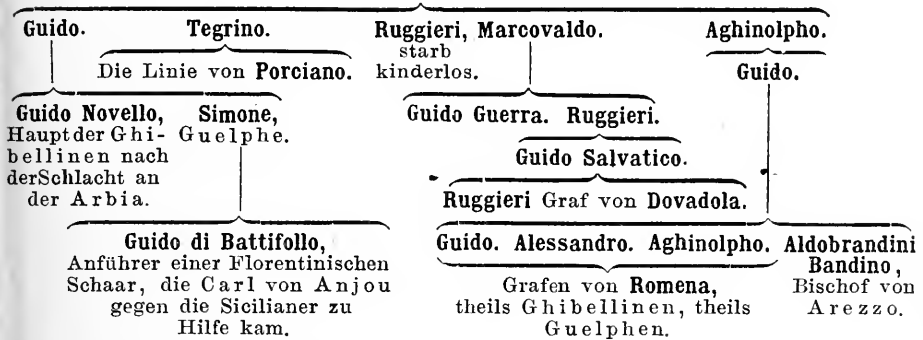 Guido. Tegrino. Ruggieri, Marcovaldo. Aghinolpho.
starb
Die Linie von Porciano. kinderlos. Guido.
Guido Novello, Simone, Guido Guerra. Ruggieri.
Haupt der Ghi- Guelphe.
bellinen nach Guido Salvatico.
der Schlacht an
der Arbia. Ruggieri Graf von Dovadola.
Guido di Battifollo, Guido. Alessandro. Aghinolpho. Aldobrandini
Anführer einer Florentinischen Bandino,
Schaar, die Carl von Anjou Grafen von Romena, Bischof von
gegen die Sicilianer zu theils Ghibellinen, theils Arezzo.
Hilfe kam. Guelphen.